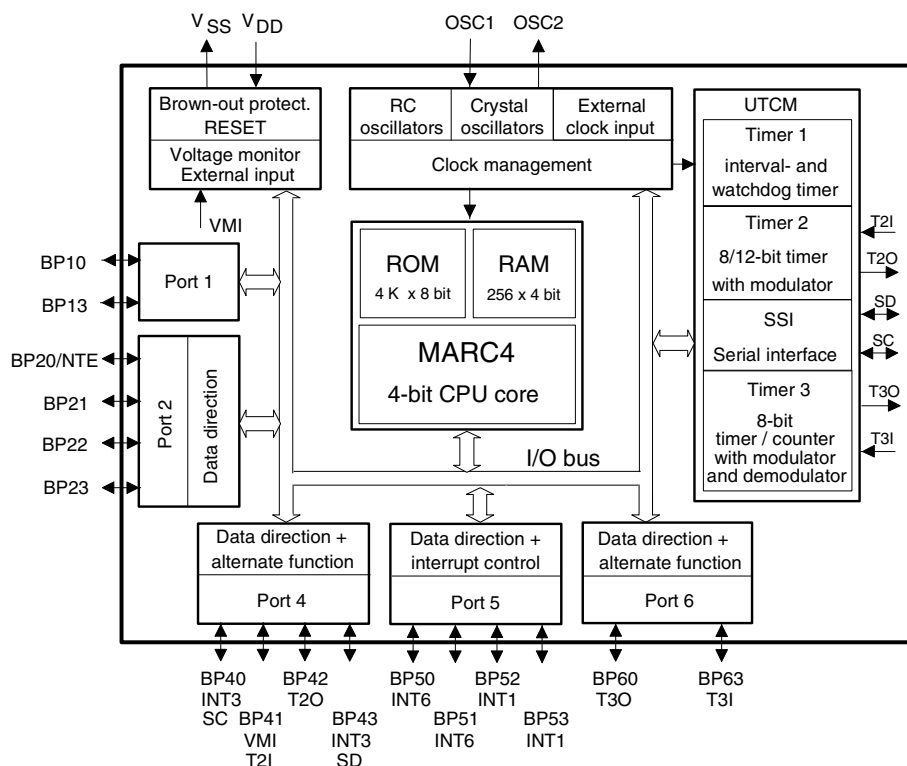 VSS
VDD
OSC1
OSC2
Brown-out protect.
RESET
Voltage monitor
External input
VMI
RC
oscillators
Crystal
oscillators
External
clock input
Clock management
UTCM
Timer 1
interval- and
watchdog timer
Timer 2
8/12-bit timer
with modulator
SSI
Serial interface
Timer 3
8-bit
timer / counter
with modulator
and demodulator
T2I
T2O
SD
SC
T3O
T3I
ROM
4 K x 8 bit
RAM
256 x 4 bit
MARC4
4-bit CPU core
I/O bus
BP10
BP13
Port 1
BP20/NTE
BP21
BP22
BP23
Port 2
Data direction
Data direction +
alternate function
Port 4
Data direction +
interrupt control
Port 5
Data direction +
alternate function
Port 6
BP40
INT3
SC
BP41
VMI
T2I
BP42
T2O
BP43
INT3
SD
BP50
INT6
BP51
INT6
BP52
INT1
BP53
INT1
BP60
T3O
BP63
T3I